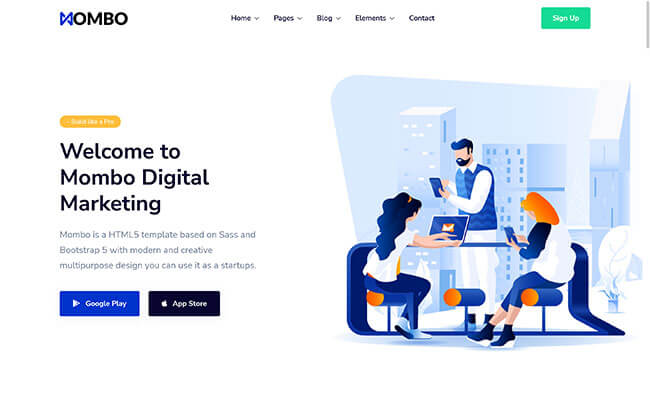 MOMBO
Home Pages Blog Elements Contact
Sign Up
- Build like a Pro
Welcome to
Mombo Digital
Marketing
Mombo is a HTML5 template based on Sass and
Bootstrap 5 with modern and creative
multipurpose design you can use it as a startups.
Google Play
App Store